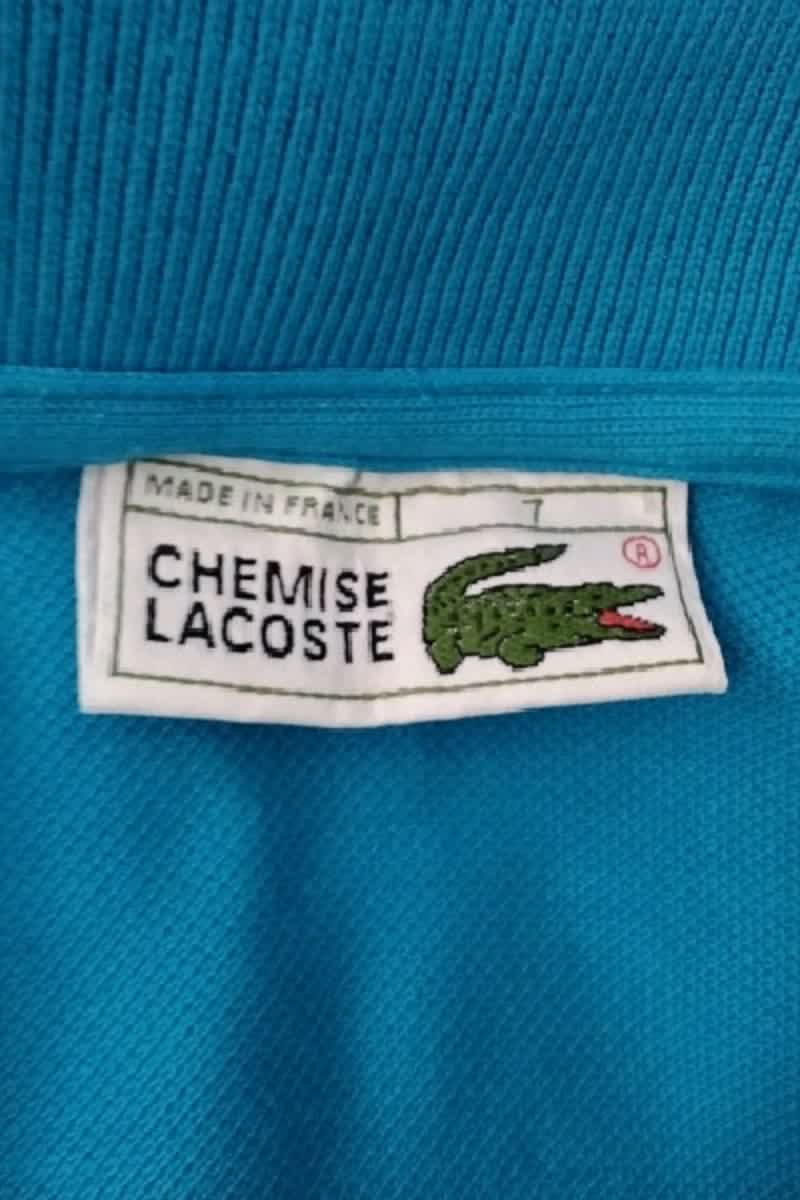 MADE IN FRANCE 7
CHEMISE
LACOSTE
®